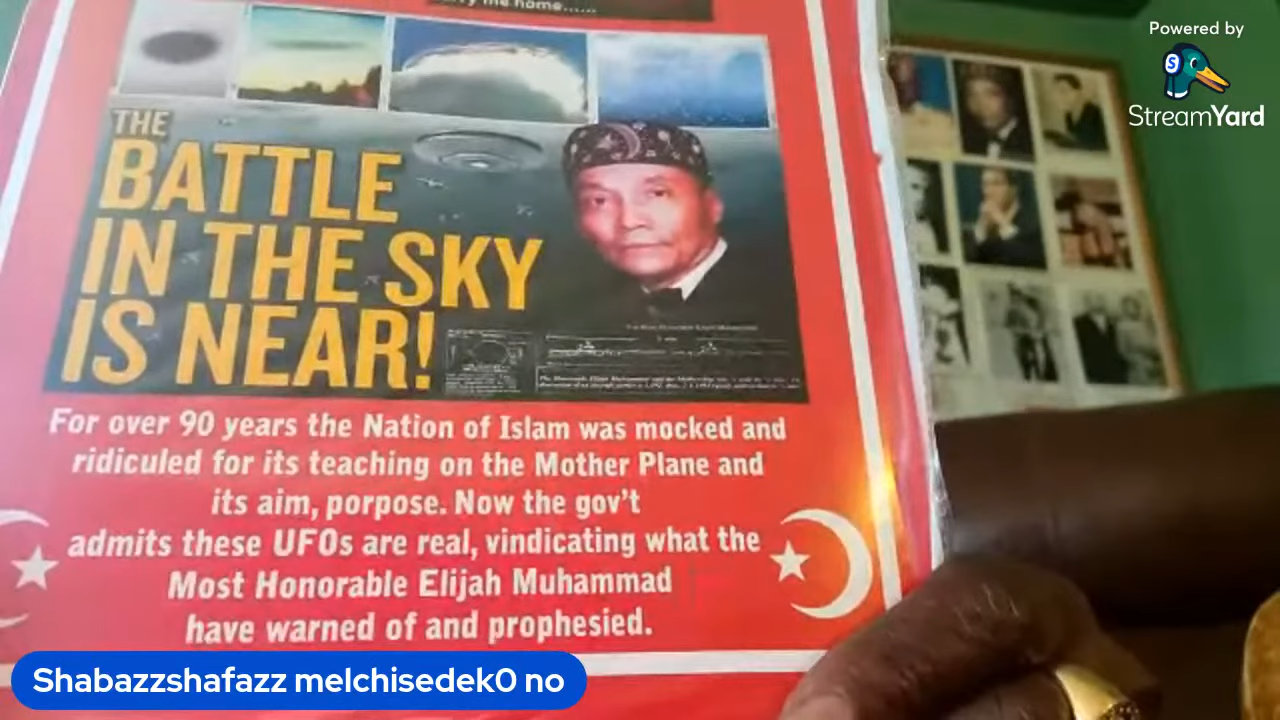 me home......
Powered by
StreamYard
THE
BATTLE
IN THE SKY
IS NEAR!
For over 90 years the Nation of Islam was mocked and
ridiculed for its teaching on the Mother Plane and
its aim, porpose. Now the gov't
admits these UFOs are real, vindicating what the
Most Honorable Elijah Muhammad
have warned of and prophesied.
Shabazzshafazz melchisedek0 no